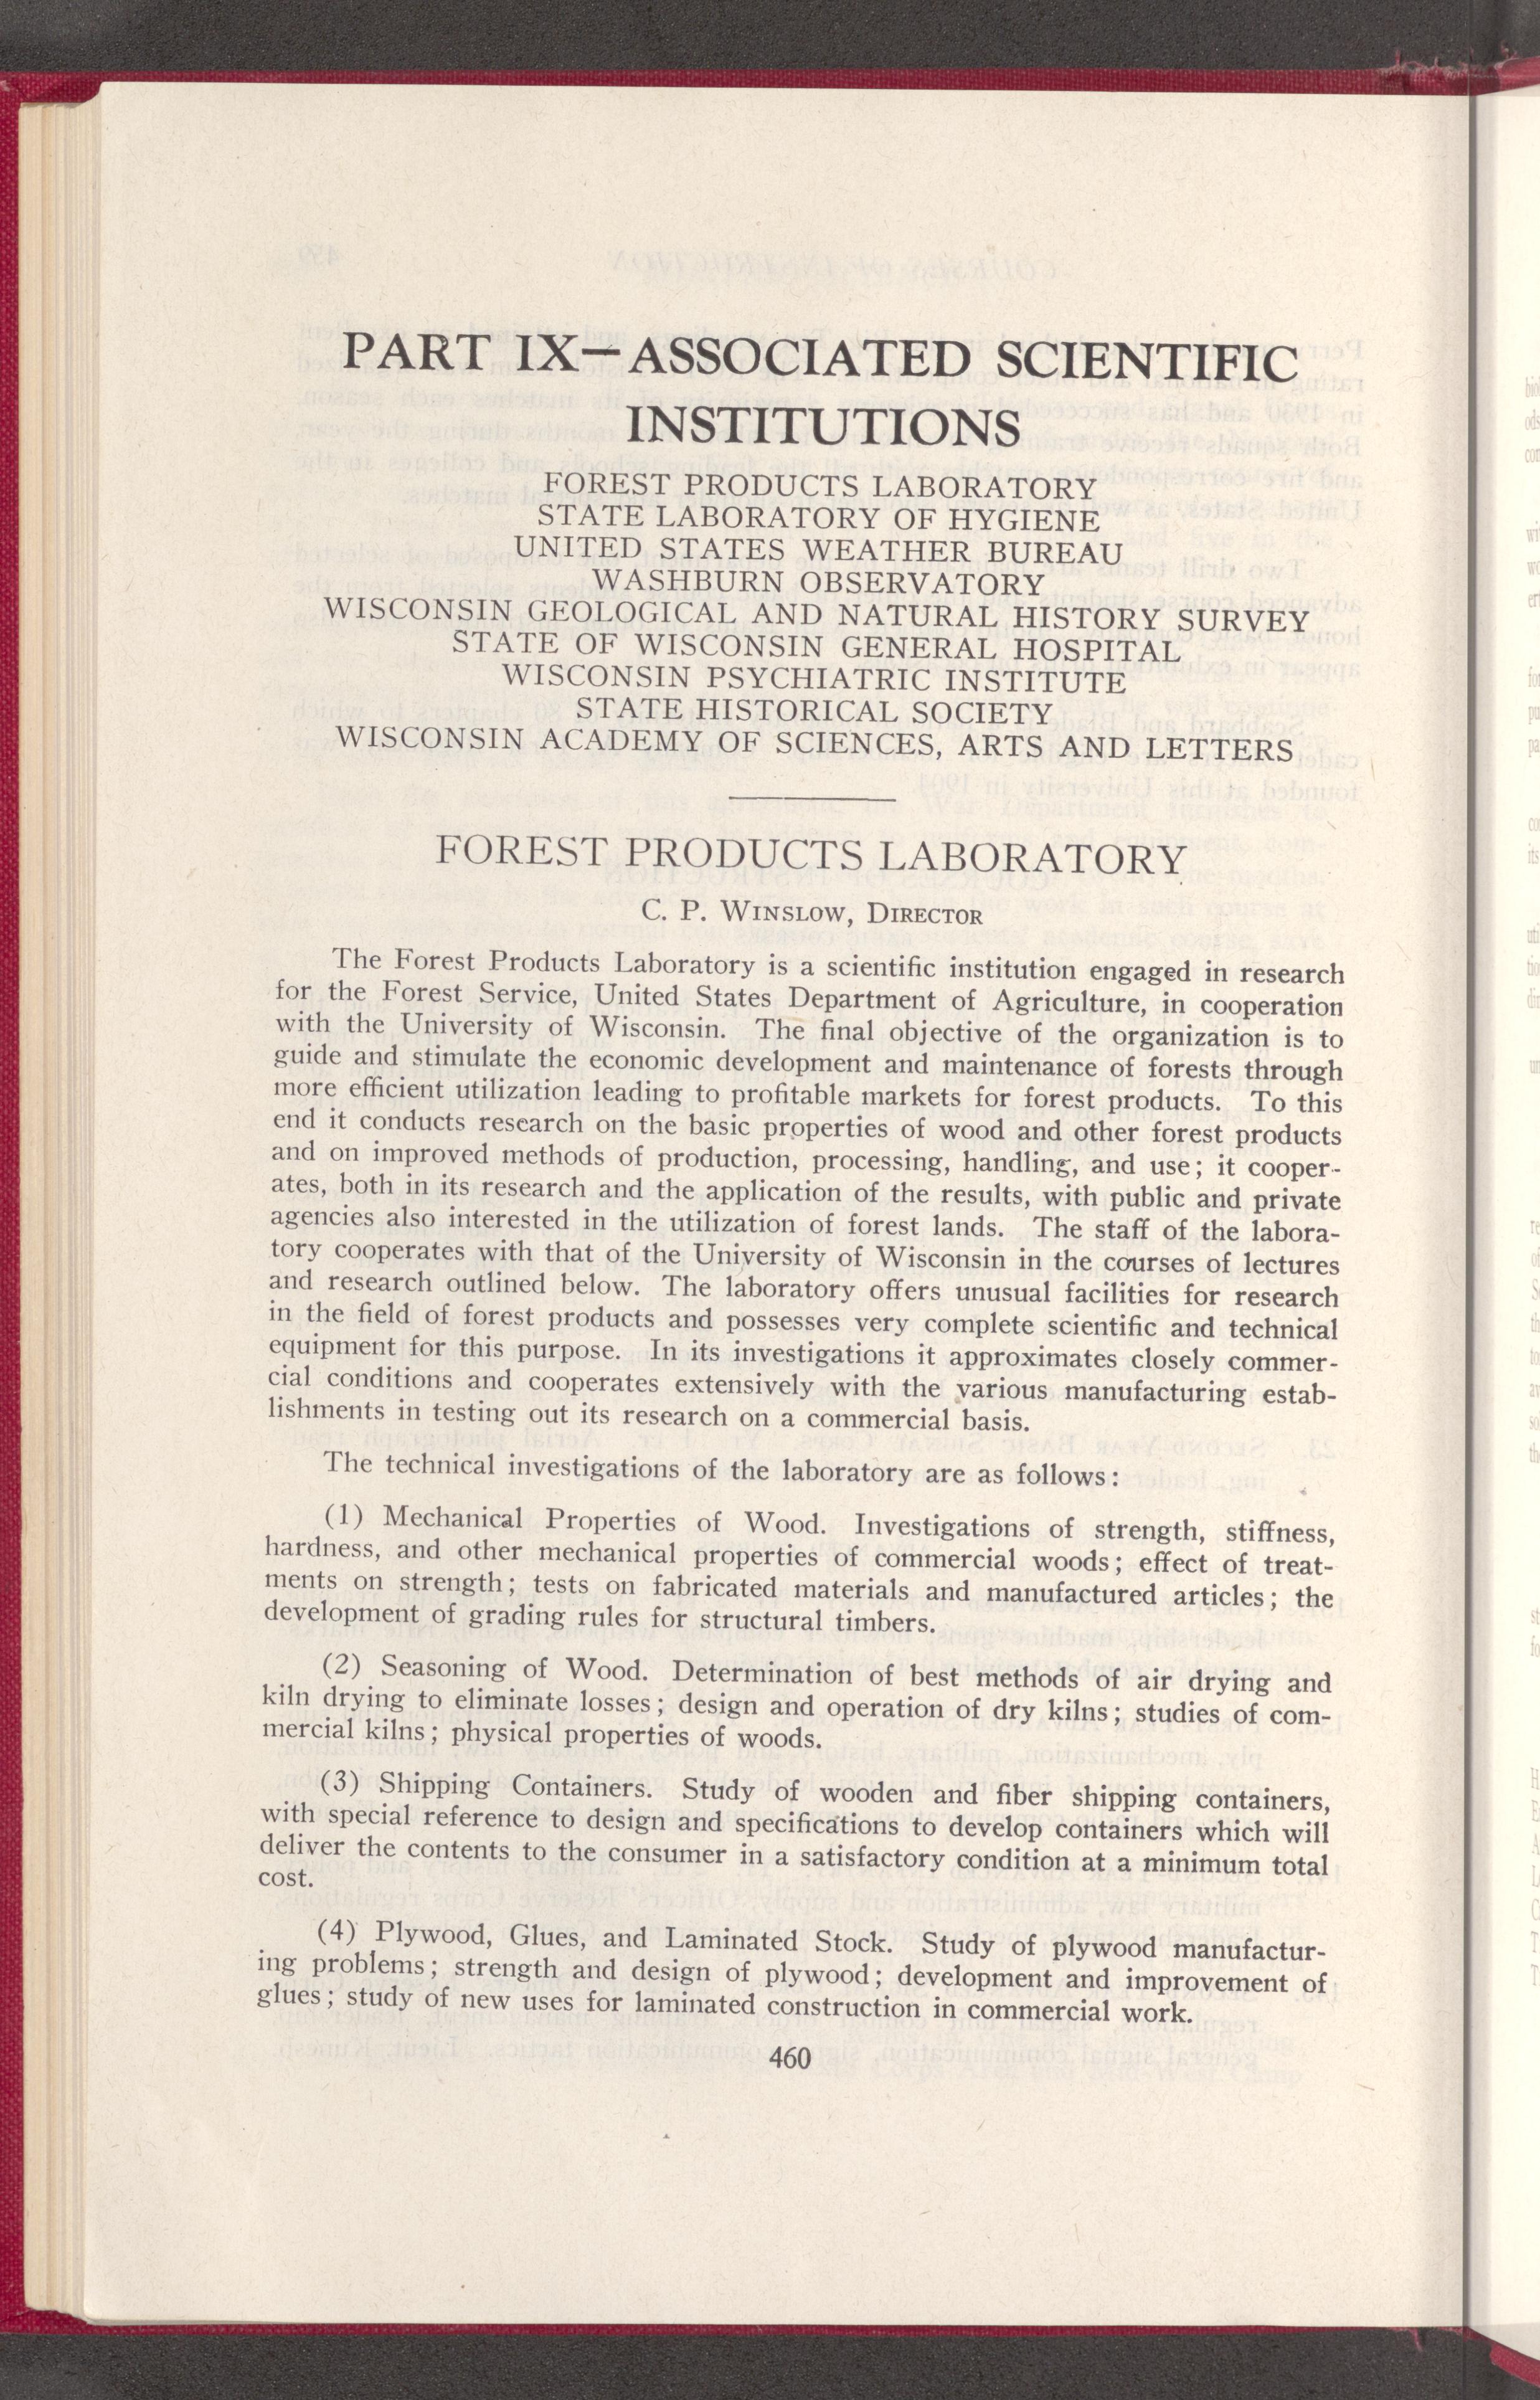 PART IX—ASSOCIATED SCIENTIFIC
INSTITUTIONS
FOREST PRODUCTS LABORATORY
STATE LABORATORY OF HYGIENE
UNITED STATES WEATHER BUREAU
WASHBURN OBSERVATORY
WISCONSIN GEOLOGICAL AND NATURAL HISTORY SURVEY
STATE OF WISCONSIN GENERAL HOSPITAL
WISCONSIN PSYCHIATRIC INSTITUTE
STATE HISTORICAL SOCIETY
WISCONSIN ACADEMY OF SCIENCES, ARTS AND LETTERS
FOREST PRODUCTS LABORATORY
C. P. WINSLOW, DIRECTOR
The Forest Products Laboratory is a scientific institution engaged in research
for the Forest Service, United States Department of Agriculture, in cooperation
with the University of Wisconsin. The final objective of the organization is to
guide and stimulate the economic development and maintenance of forests through
more efficient utilization leading to profitable markets for forest products. To this
end it conducts research on the basic properties of wood and other forest products
and on improved methods of production, processing, handling, and use; it cooper-
ates, both in its research and the application of the results, with public and private
agencies also interested in the utilization of forest lands. The staff of the labora-
tory cooperates with that of the University of Wisconsin in the courses of lectures
and research outlined below. The laboratory offers unusual facilities for research
in the field of forest products and possesses very complete scientific and technical
equipment for this purpose. In its investigations it approximates closely commer-
cial conditions and cooperates extensively with the various manufacturing estab-
lishments in testing out its research on a commercial basis.
The technical investigations of the laboratory are as follows:
(1) Mechanical Properties of Wood. Investigations of strength, stiffness,
hardness, and other mechanical properties of commercial woods; effect of treat-
ments on strength; tests on fabricated materials and manufactured articles; the
development of grading rules for structural timbers.
(2) Seasoning of Wood. Determination of best methods of air drying and
kiln drying to eliminate losses; design and operation of dry kilns; studies of com-
mercial kilns; physical properties of woods.
(3) Shipping Containers. Study of wooden and fiber shipping containers,
with special reference to design and specifications to develop containers which will
deliver the contents to the consumer in a satisfactory condition at a minimum total
cost.
(4) Plywood, Glues, and Laminated Stock. Study of plywood manufactur-
ing problems; strength and design of plywood; development and improvement of
glues; study of new uses for laminated construction in commercial work.
460